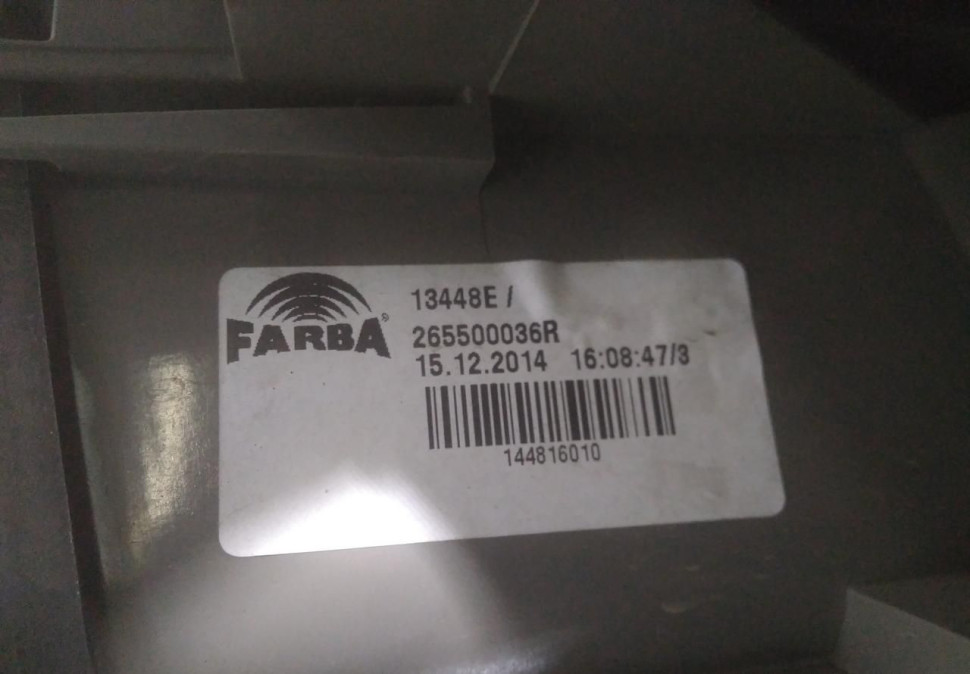 FARBA®
13448E /
265500036R
15.12.2014 16:08:47/3
144816010